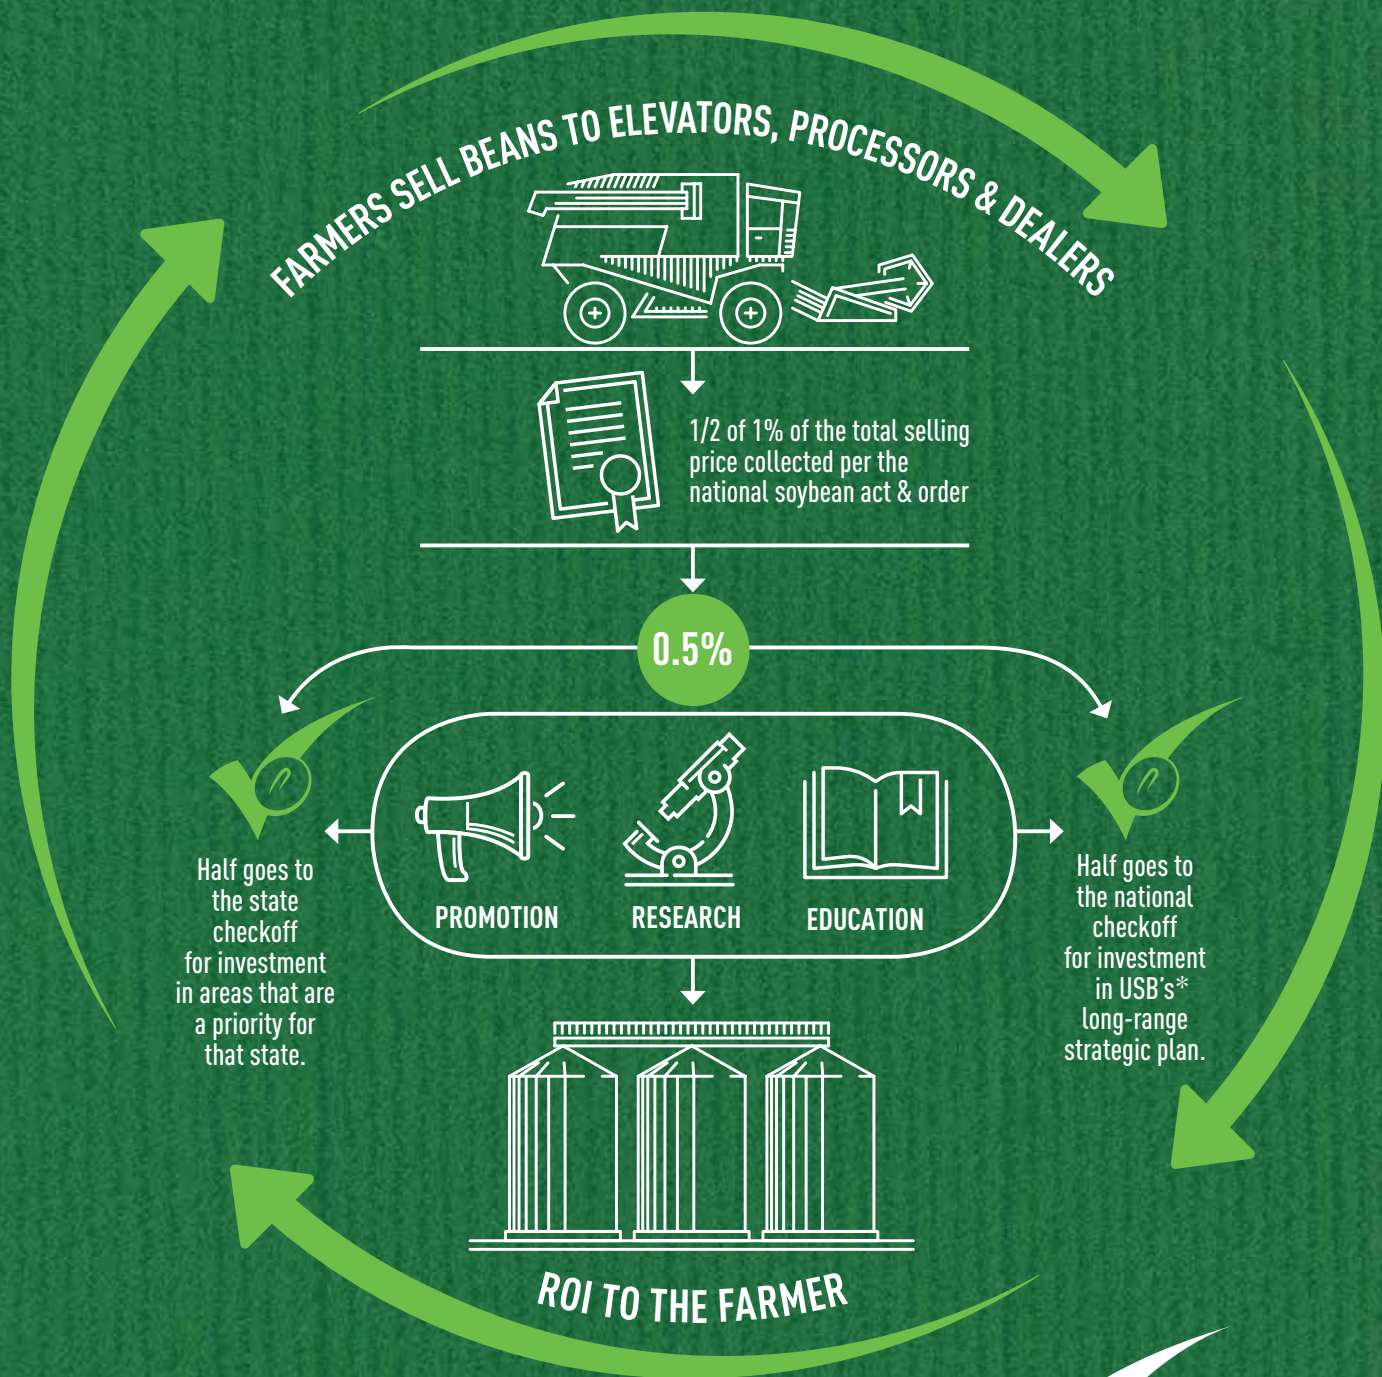 FARMERS SELL BEANS TO ELEVATORS, PROCESSORS & DEALERS
1/2 of 1% of the total selling
price collected per the
national soybean act & order
0.5%
PROMOTION
RESEARCH
EDUCATION
Half goes to
the state
checkoff
for investment
in areas that are
a priority for
that state.
Half goes to
the national
checkoff
for investment
in USB's*
long-range
strategic plan.
ROI TO THE FARMER